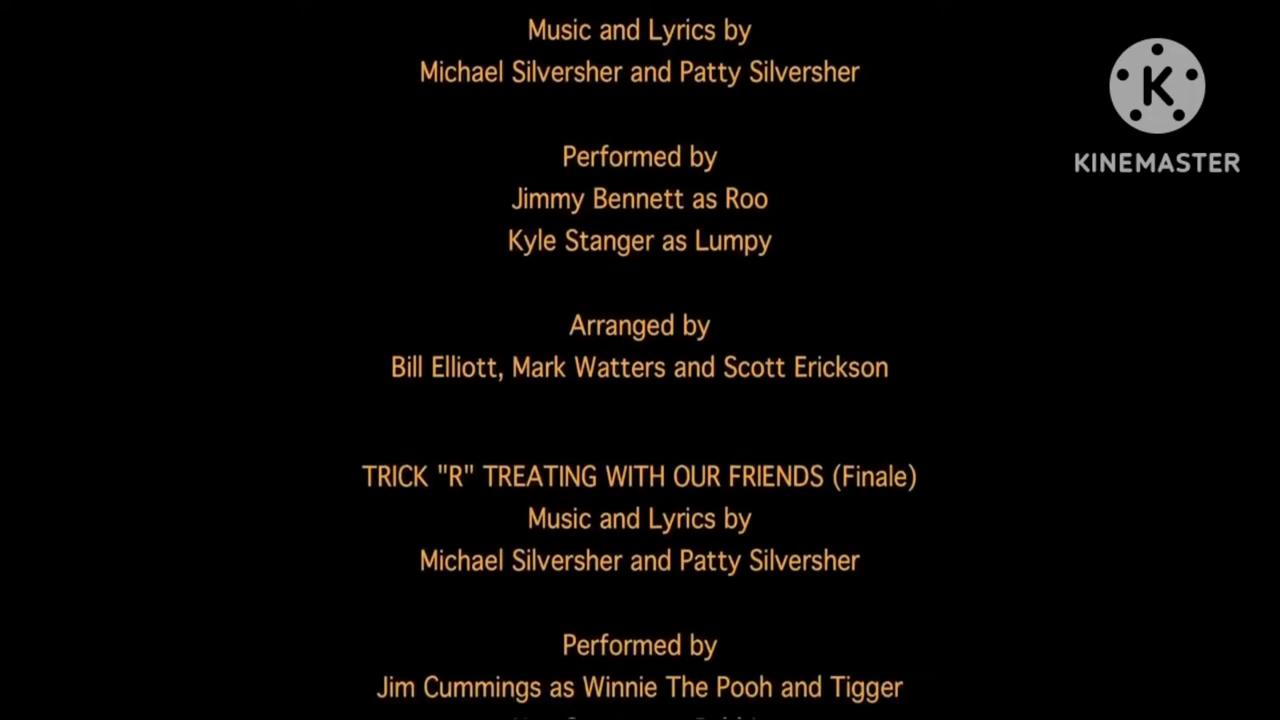 Music and Lyrics by
Michael Silversher and Patty Silversher
Performed by
Jimmy Bennett as Roo
Kyle Stanger as Lumpy
Arranged by
Bill Elliott, Mark Watters and Scott Erickson
TRICK "R" TREATING WITH OUR FRIENDS (Finale)
Music and Lyrics by
Michael Silversher and Patty Silversher
Performed by
Jim Cummings as Winnie The Pooh and Tigger
K
KINEMASTER